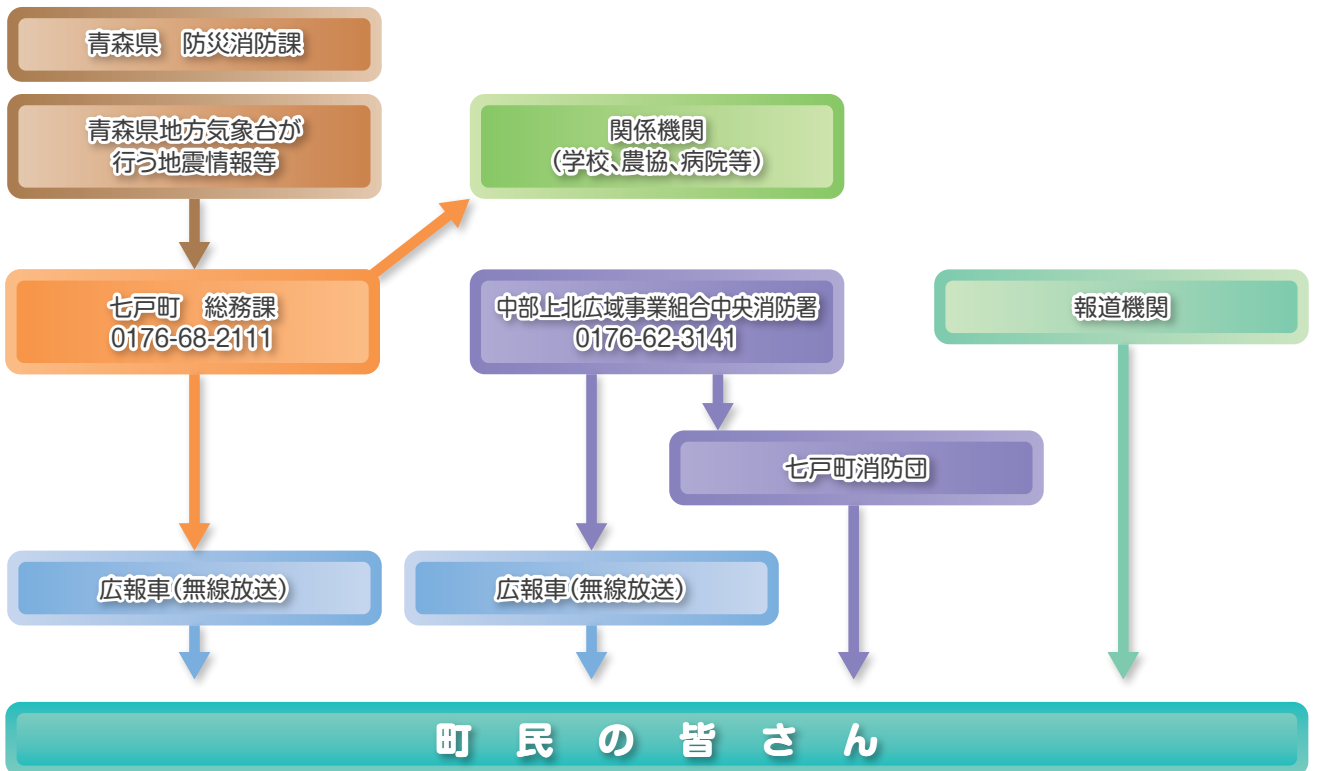 青森県　防災消防課
青森県地方気象台が
行う地震情報等
関係機関
（学校、農協、病院等）
七戸町　総務課
0176-68-2111
中部上北広域事業組合中央消防署
0176-62-3141
報道機関
七戸町消防団
広報車（無線放送）
広報車（無線放送）
町民の皆さん